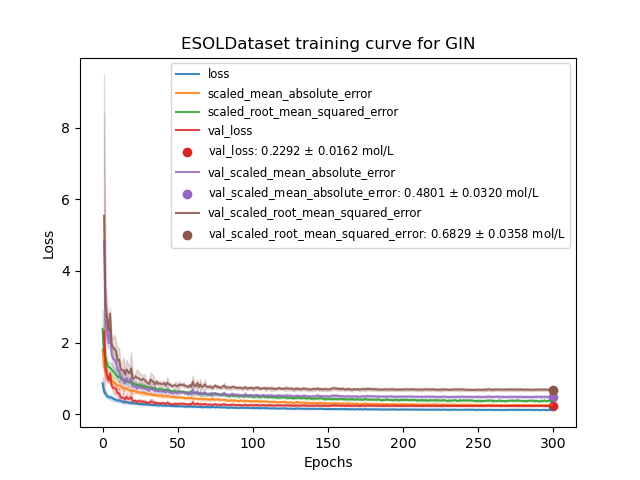 ESOLDataset training curve for GIN
loss
scaled_mean_absolute_error
scaled_root_mean_squared_error
val_loss
val_loss: 0.2292 ± 0.0162 mol/L
val_scaled_mean_absolute_error
val_scaled_mean_absolute_error: 0.4801 ± 0.0320 mol/L
val_scaled_root_mean_squared_error
val_scaled_root_mean_squared_error: 0.6829 ± 0.0358 mol/L
Loss
8
6
4
2
0
0 50 100 150 200 250 300
Epochs